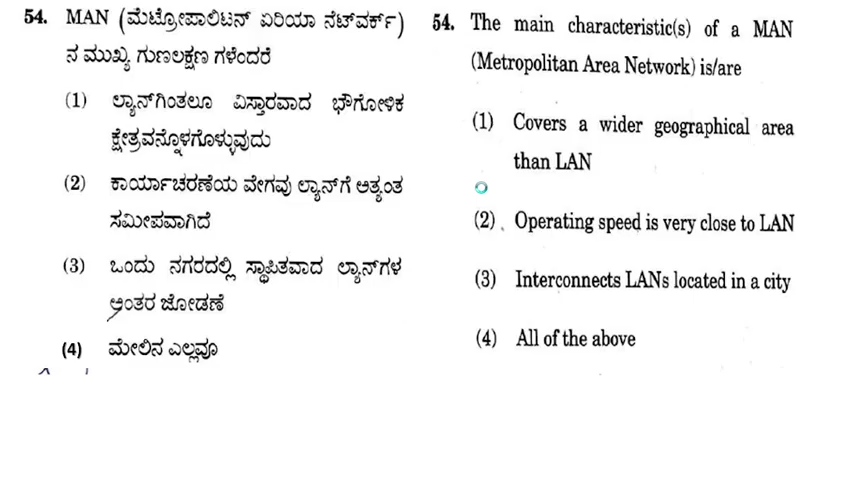 54. MAN (ಮೆಟ್ರೋಪಾಲಿಟನ್ ಏರಿಯಾ ನೆಟ್‌ವರ್ಕ್)
ನ ಮುಖ್ಯ ಗುಣಲಕ್ಷಣ ಗಳೆಂದರೆ
(1) ಲ್ಯಾನ್‌ಗಿಂತಲೂ ವಿಸ್ತಾರವಾದ ಭೌಗೋಳಿಕ
ಕ್ಷೇತ್ರವನ್ನೊಳಗೊಳ್ಳುವುದು
(2) ಕಾರ್ಯಾಚರಣೆಯ ವೇಗವು ಲ್ಯಾನ್‌ಗೆ ಅತ್ಯಂತ
ಸಮೀಪವಾಗಿದೆ
(3) ಒಂದು ನಗರದಲ್ಲಿ ಸ್ಥಾಪಿತವಾದ ಲ್ಯಾನ್‌ಗಳ
ಅಂತರ ಜೋಡಣೆ
(4) ಮೇಲಿನ ಎಲ್ಲವೂ
54. The main characteristic(s) of a MAN
(Metropolitan Area Network) is/are
(1) Covers a wider geographical area
than LAN
(2) Operating speed is very close to LAN
(3) Interconnects LANs located in a city
(4) All of the above